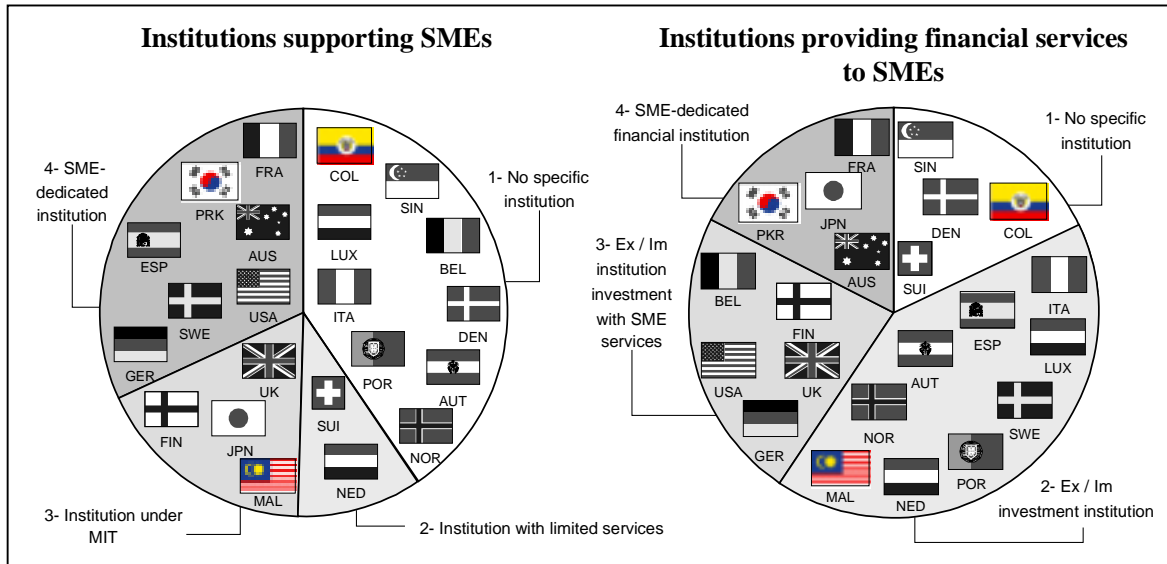 Institutions supporting SMEs
Institutions providing financial services
to SMEs
4- SME-
dedicated
institution
1- No specific
institution
FRA
COL
SIN
PRK
LUX
BEL
ESP
AUS
ITA
DEN
SWE
USA
POR
AUT
GER
UK
SUI
NOR
FIN
JPN
MAL
NED
3- Institution under
MIT
2- Institution with limited services
4- SME-dedicated
financial institution
1- No specific
institution
3- Ex / Im
institution
investment
with SME
services
FRA
SIN
PKR
JPN
DEN
COL
AUS
SUI
BEL
FIN
ESP
ITA
USA
UK
AUT
LUX
GER
NOR
SWE
MAL
NED
POR
2- Ex / Im
investment institution